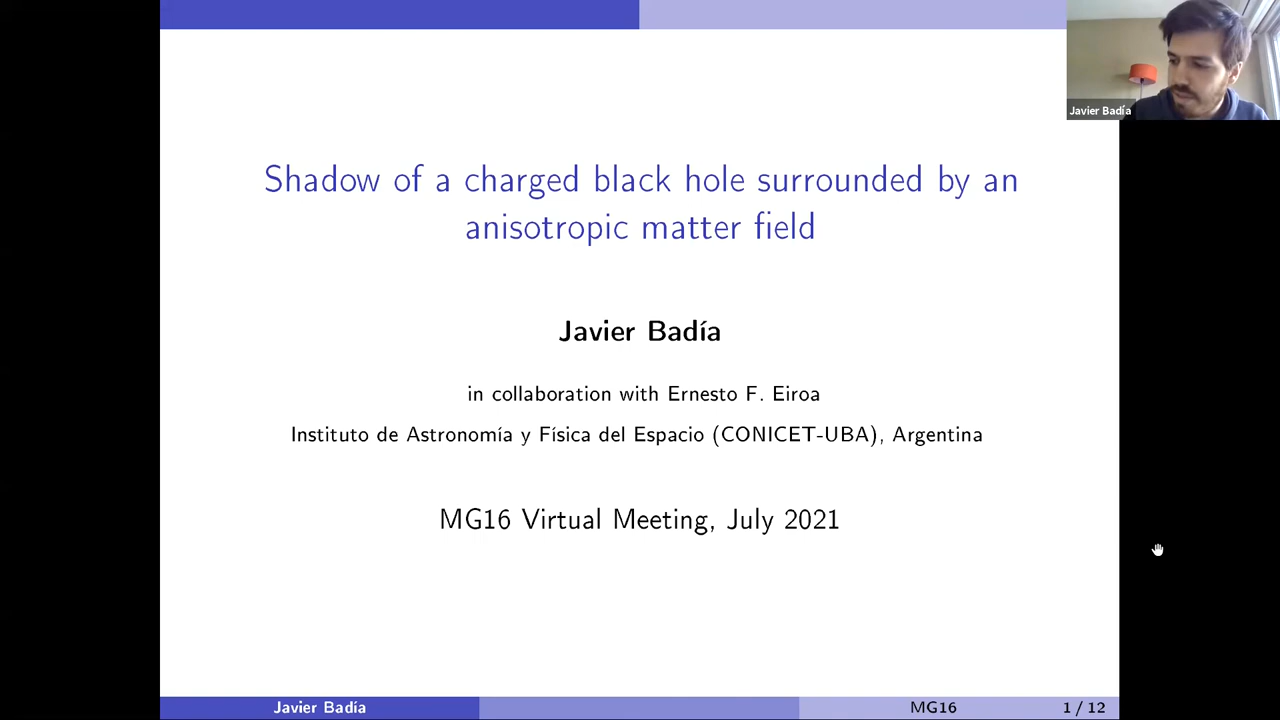 Javier Badía
Shadow of a charged black hole surrounded by an
anisotropic matter field
Javier Badía
in collaboration with Ernesto F. Eiroa
Instituto de Astronomía y Física del Espacio (CONICET-UBA), Argentina
MG16 Virtual Meeting, July 2021
Javier Badía MG16 1 / 12